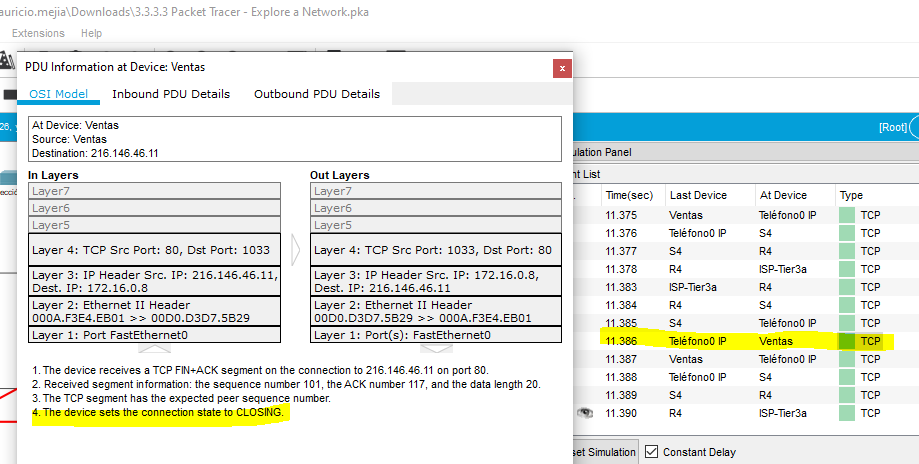 auricio.mejia\Downloads\3.3.3.3 Packet Tracer - Explore a Network.pka
Extensions Help
PDU Information at Device: Ventas
x
OSI Model Inbound PDU Details Outbound PDU Details
At Device: Ventas
Source: Ventas
Destination: 216.146.46.11
In Layers Out Layers
Layer7 Layer7
Layer6 Layer6
Layer5 Layer5
Layer 4: TCP Src Port: 80, Dst Port: 1033 Layer 4: TCP Src Port: 1033, Dst Port: 80
Layer 3: IP Header Src. IP: 216.146.46.11, Layer 3: IP Header Src. IP: 172.16.0.8,
Dest. IP: 172.16.0.8 Dest. IP: 216.146.46.11
Layer 2: Ethernet II Header Layer 2: Ethernet II Header
000A.F3E4.EB01 >> 00D0.D3D7.5B29 00D0.D3D7.5B29 >> 000A.F3E4.EB01
Layer 1: Port FastEthernet0 Layer 1: Port(s): FastEthernet0
1. The device receives a TCP FIN+ACK segment on the connection to 216.146.46.11 on port 80.
2. Received segment information: the sequence number 101, the ACK number 117, and the data length 20.
3. The TCP segment has the expected peer sequence number.
4. The device sets the connection state to CLOSING.
26, y
[Root]
ulation Panel
nt List
Time(sec) Last Device At Device Type
11.375 Ventas Teléfono0 IP TCP
11.376 Teléfono0 IP S4 TCP
11.377 S4 R4 TCP
11.378 R4 ISP-Tier3a TCP
11.383 ISP-Tier3a R4 TCP
11.384 R4 S4 TCP
11.385 S4 Teléfono0 IP TCP
11.386 Teléfono0 IP Ventas TCP
11.387 Ventas Teléfono0 IP TCP
11.388 Teléfono0 IP S4 TCP
11.389 S4 R4 TCP
11.390 R4 ISP-Tier3a TCP
set Simulation Constant Delay